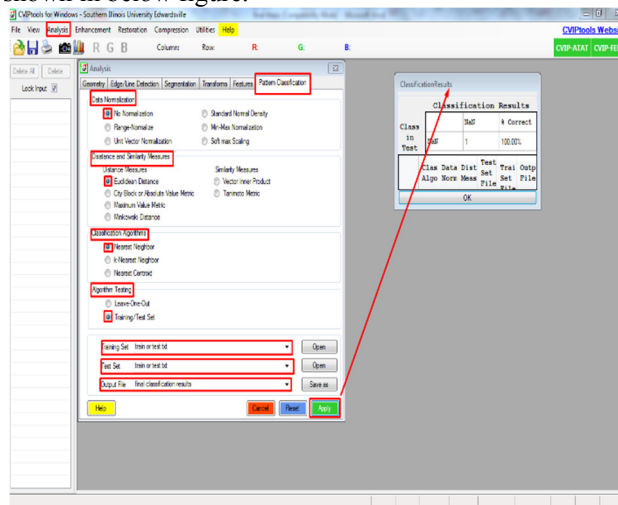 shown in below figure.
CVIPtools for Windows - Southern Illinois University Edwardsville
File View Analysis Enhancement Restoration Compression Utilities Help
CVIPtools Websi
R G B Column: Row: R: G: B:
CVIP-ATAT CVIP-FE
Delete All Delete
Lock Input
Analysis
Geometry Edge/Line Detection Segmentation Transforms Features Pattern Classification
Data Normalization
No Normalization Standard Normal Density
Range-Normalize Min-Max Normalization
Unit Vector Normalization Softmax Scaling
Distance and Similarity Measures
Distance Measures Similarity Measures
Euclidean Distance Vector Inner Product
City Block or Absolute Value Metric Tanimoto Metric
Maximum Value Metric
Minkowski Distance
Classification Algorithms
Nearest Neighbor
k-Nearest Neighbor
Nearest Centroid
Algorithm Testing
Leave-One-Out
Training/Test Set
Training Set train or test.txt Open
Test Set train or test.txt Open
Output File final classification results Save as
Help Cancel Reset Apply
ClassificationResults
Classification Results
Class in Test
NaN % Correct
NaN 1 100.00%
Clas Data Dist Test Trai Outp
Algo Norm Meas Set Set File
File
OK